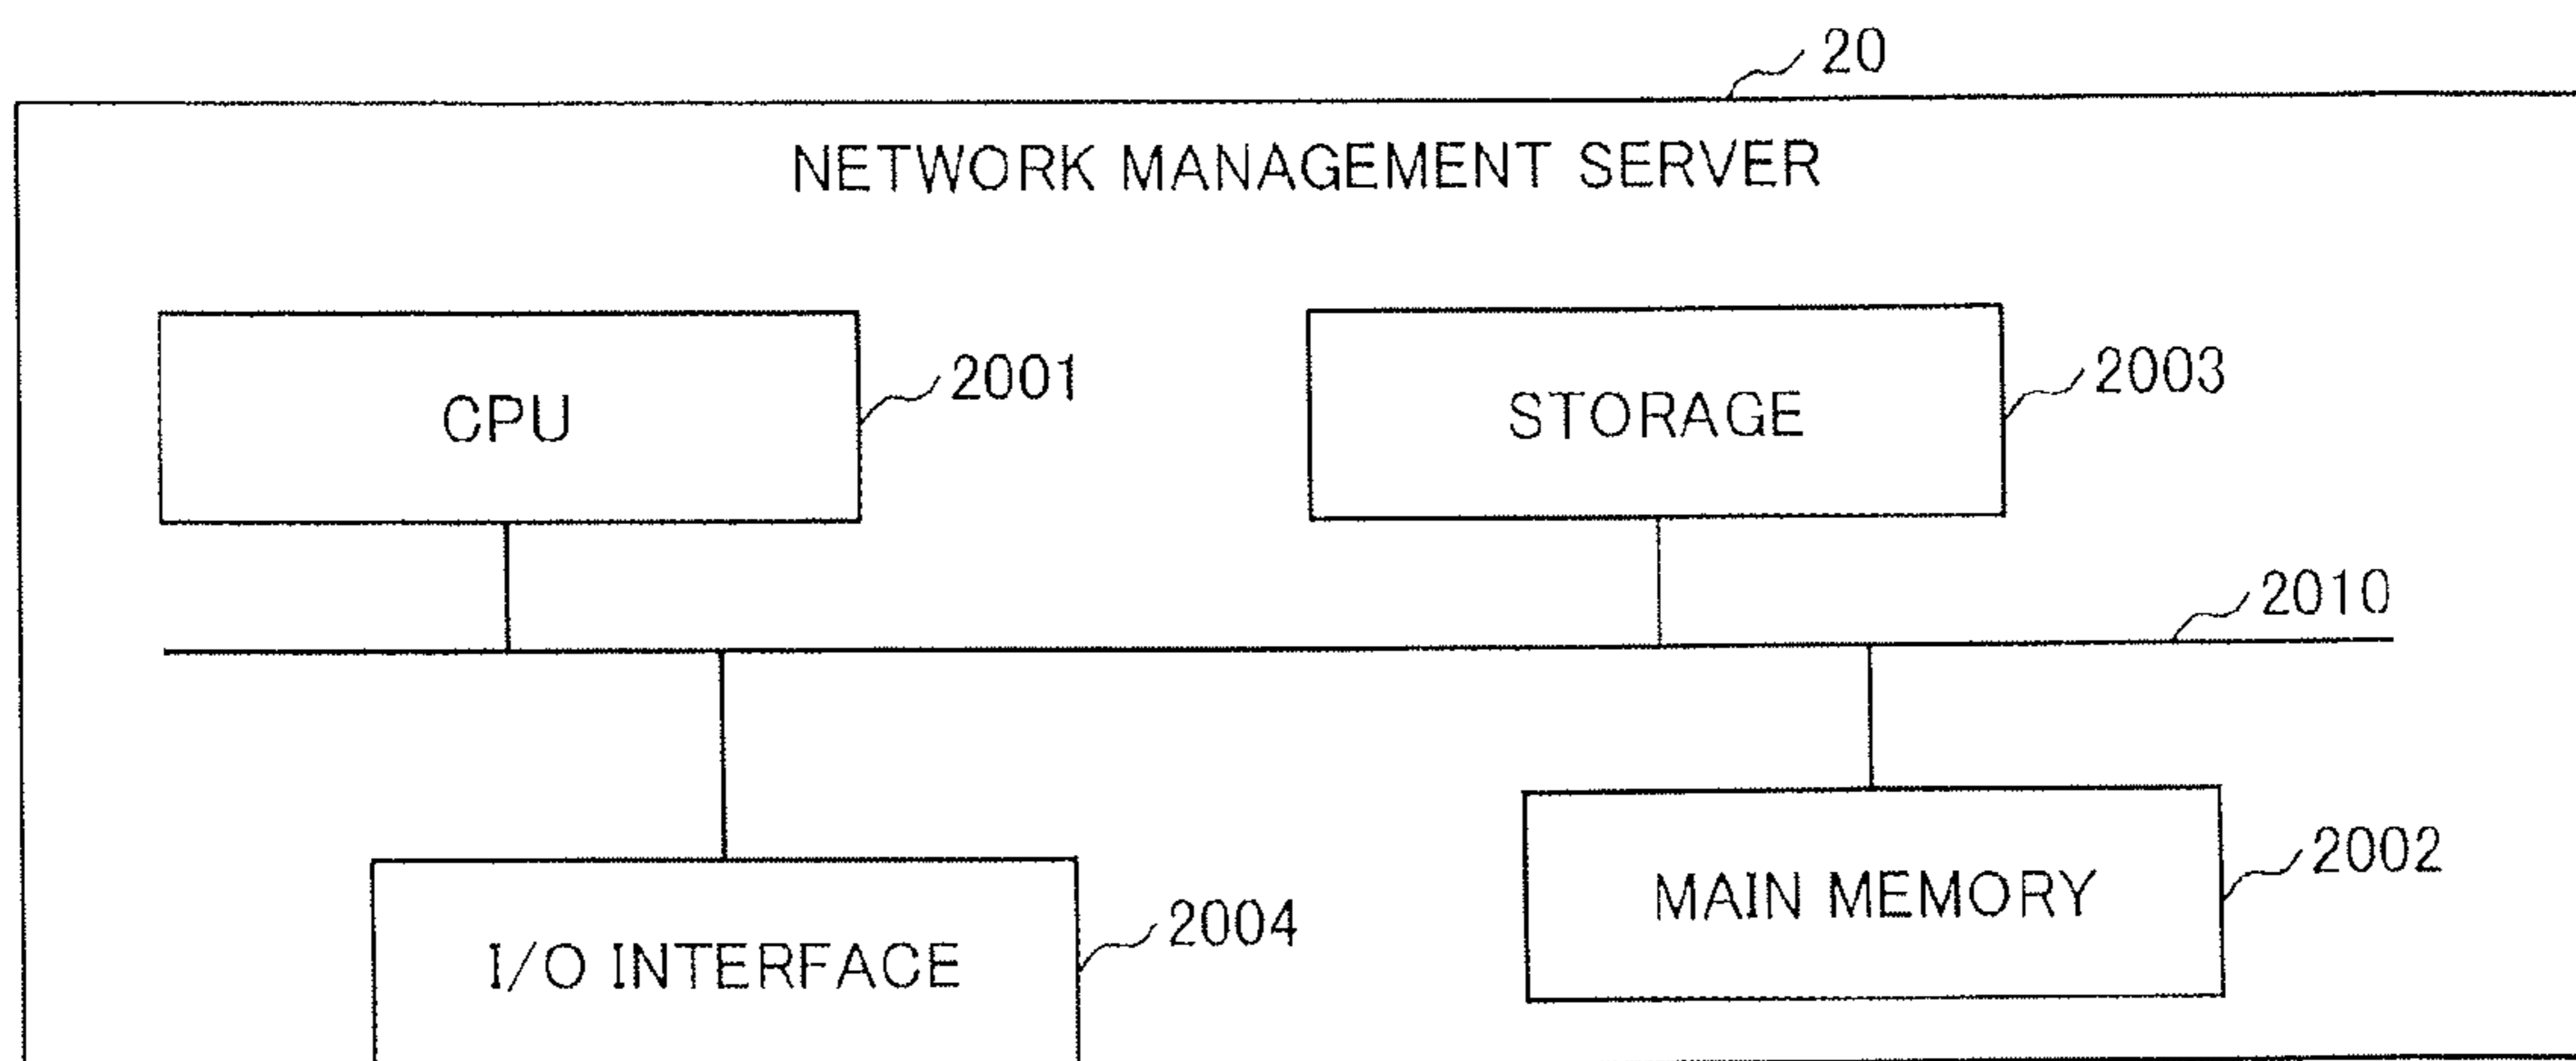 20
NETWORK MANAGEMENT SERVER
CPU
2001
STORAGE
2003
2010
I/O INTERFACE
2004
MAIN MEMORY
2002